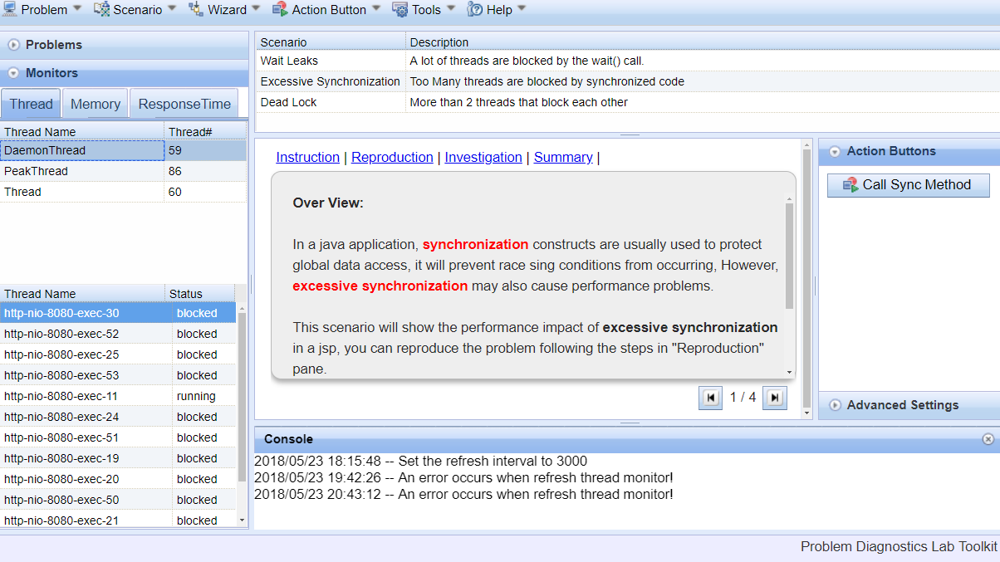 Problem Scenario Wizard Action Button Tools Help
Problems
Monitors
Thread Memory ResponseTime
Thread Name Thread#
DaemonThread 59
PeakThread 86
Thread 60
Thread Name Status
http-nio-8080-exec-30 blocked
http-nio-8080-exec-52 blocked
http-nio-8080-exec-25 blocked
http-nio-8080-exec-53 blocked
http-nio-8080-exec-11 running
http-nio-8080-exec-24 blocked
http-nio-8080-exec-51 blocked
http-nio-8080-exec-19 blocked
http-nio-8080-exec-20 blocked
http-nio-8080-exec-50 blocked
http-nio-8080-exec-21 blocked
Scenario Description
Wait Leaks A lot of threads are blocked by the wait() call.
Excessive Synchronization Too Many threads are blocked by synchronized code
Dead Lock More than 2 threads that block each other
Instruction | Reproduction | Investigation | Summary |
Over View:
In a java application, synchronization constructs are usually used to protect
global data access, it will prevent race sing conditions from occurring, However,
excessive synchronization may also cause performance problems.
This scenario will show the performance impact of excessive synchronization
in a jsp, you can reproduce the problem following the steps in "Reproduction"
pane.
1 / 4
Action Buttons
Call Sync Method
Advanced Settings
Console
2018/05/23 18:15:48 -- Set the refresh interval to 3000
2018/05/23 19:42:26 -- An error occurs when refresh thread monitor!
2018/05/23 20:43:12 -- An error occurs when refresh thread monitor!
Problem Diagnostics Lab Toolkit